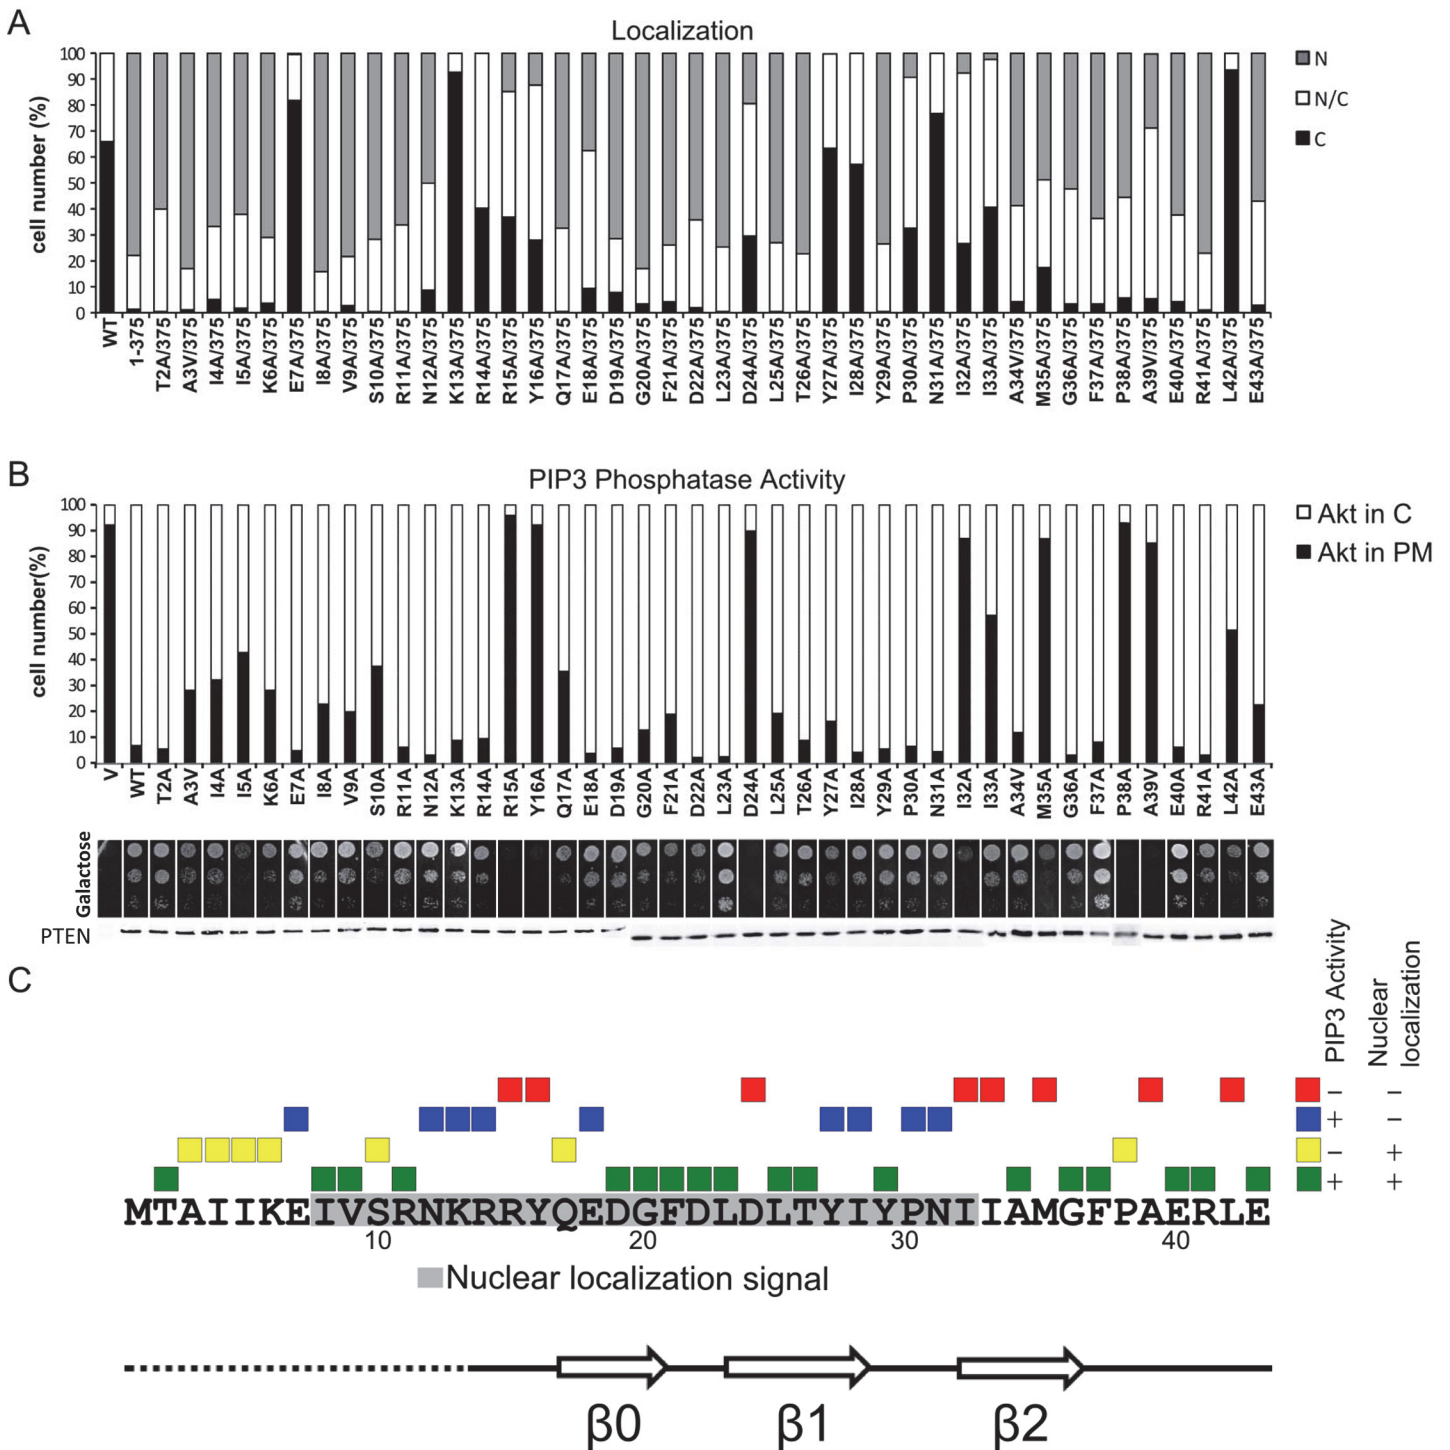 A
Localization
cell number (%)
100
90
80
70
60
50
40
30
20
10
0
N
N/C
C
WT 1-375 T2A/375 A3V/375 I4A/375 I5A/375 K6A/375 E7A/375 I8A/375 V9A/375 S10A/375 R11A/375 N12A/375 K13A/375 R14A/375 R15A/375 Y16A/375 Q17A/375 E18A/375 D19A/375 G20A/375 F21A/375 D22A/375 L23A/375 D24A/375 L25A/375 T26A/375 Y27A/375 I28A/375 Y29A/375 P30A/375 N31A/375 I32A/375 I33A/375 A34V/375 M35A/375 G36A/375 F37A/375 P38A/375 A39V/375 E40A/375 R41A/375 L42A/375 E43A/375
B
PIP3 Phosphatase Activity
cell number(%)
100
90
80
70
60
50
40
30
20
10
0
Akt in C
Akt in PM
V WT T2A A3V I4A I5A K6A E7A I8A V9A S10A R11A N12A K13A R14A R15A Y16A Q17A E18A D19A G20A F21A D22A L23A D24A L25A T26A Y27A I28A Y29A P30A N31A I32A I33A A34V M35A G36A F37A P38A A39V E40A R41A L42A E43A
Galactose
PTEN
C
PIP3 Activity
Nuclear
localization
– –
+ –
– +
+ +
MTAIIKEIVSRNKRRYQEDGFDLDLTYIYPNIIAMGFPAERLE
10 20 30 40
Nuclear localization signal
β0 β1 β2